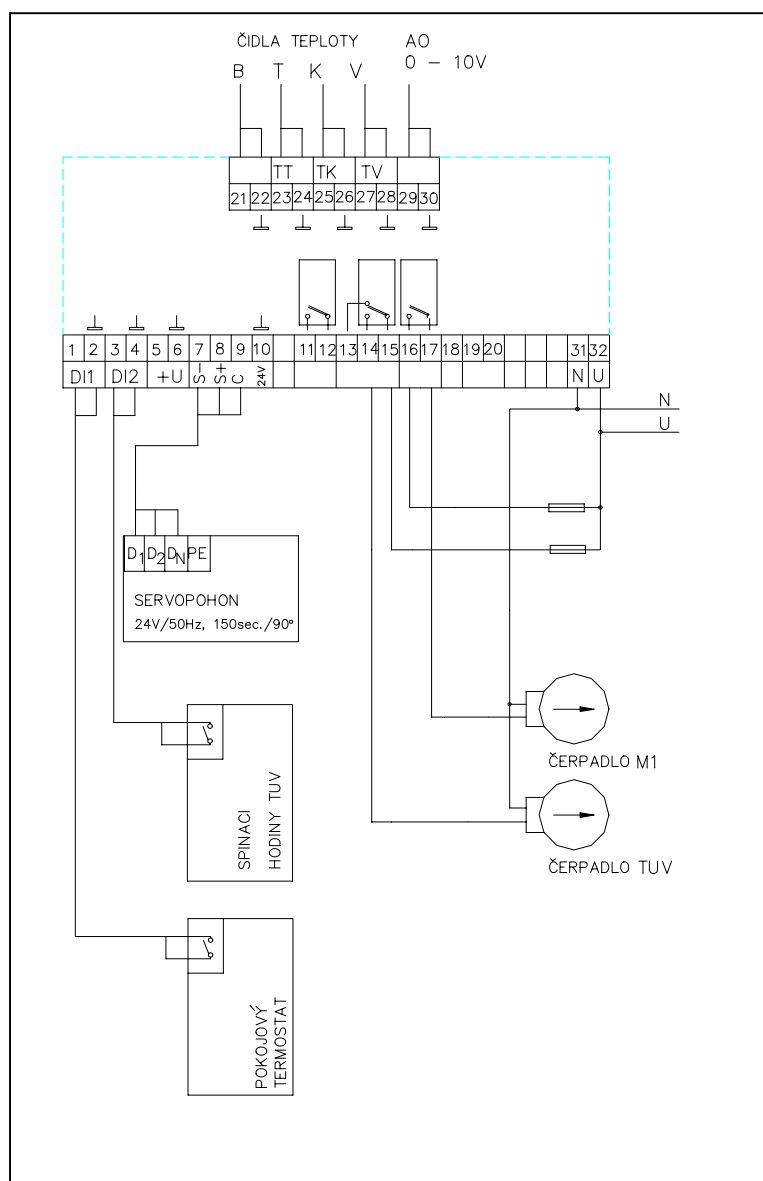 ČIDLA TEPLOTY AO
0 – 10V
B T K V
TT TK TV
21 22 23 24 25 26 27 28 29 30
1 2 3 4 5 6 7 8 9 10 11 12 13 14 15 16 17 18 19 20 31 32
DI1 DI2 +U S- S+ C 24V N U
N
U
D1 D2 DN PE
SERVOPOHON
24V/50Hz, 150sec./90°
ČERPADLO M1
SPINACI
HODINY TUV
ČERPADLO TUV
POKOJOVÝ
TERMOSTAT